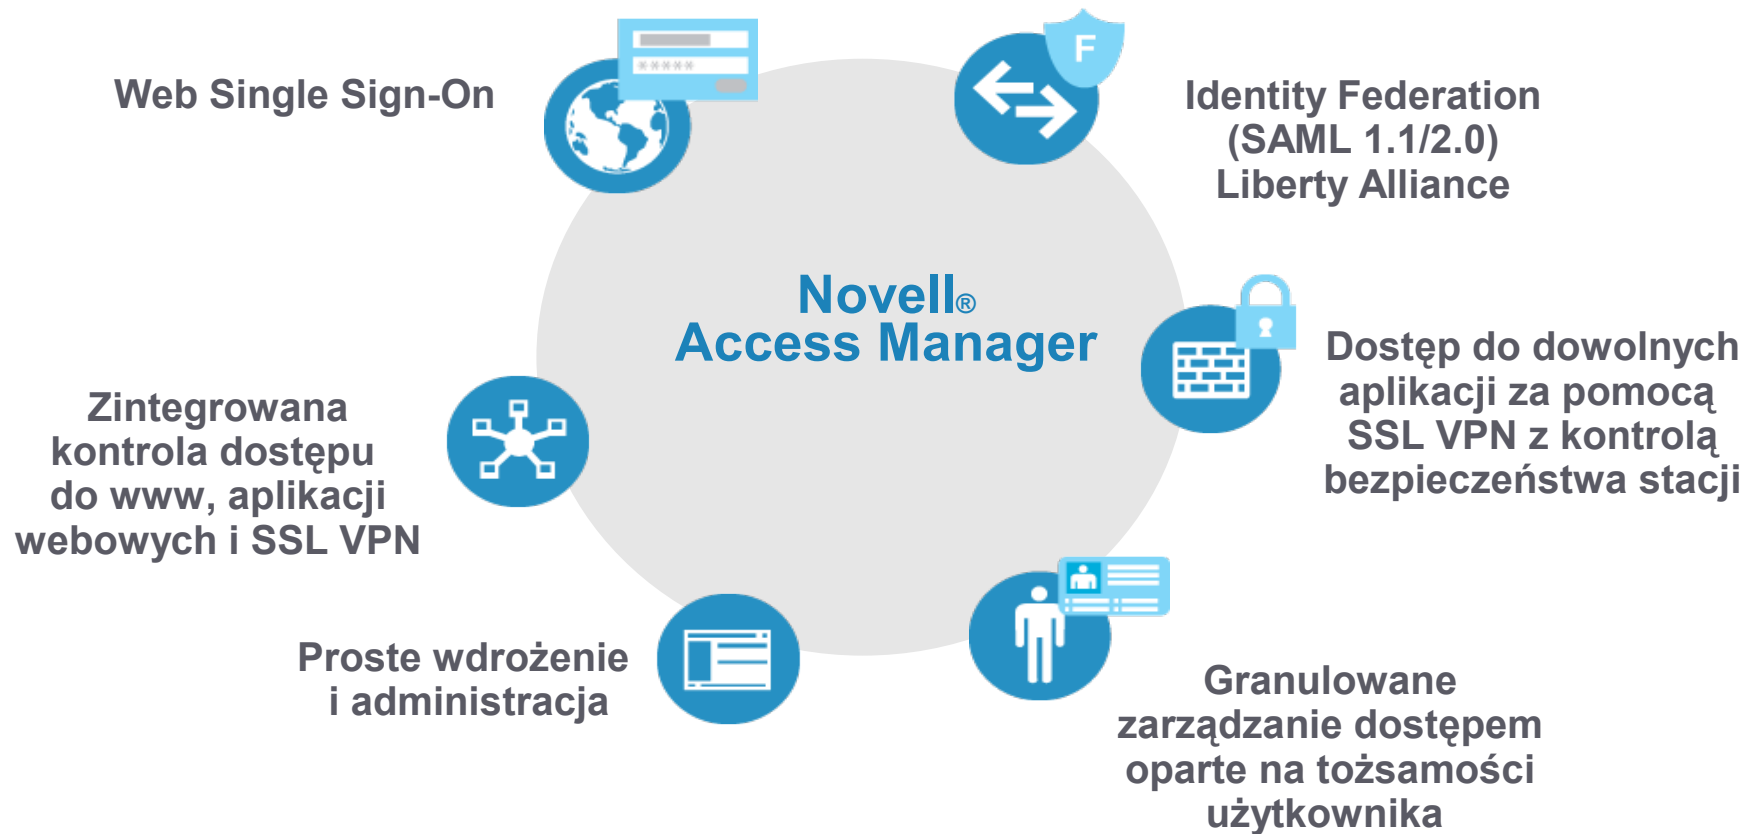 Web Single Sign-On
*****
F
Identity Federation
(SAML 1.1/2.0)
Liberty Alliance
Novell®
Access Manager
Dostęp do dowolnych
aplikacji za pomocą
SSL VPN z kontrolą
bezpieczeństwa stacji
Zintegrowana
kontrola dostępu
do www, aplikacji
webowych i SSL VPN
Proste wdrożenie
i administracja
Granulowane
zarządzanie dostępem
oparte na tożsamości
użytkownika